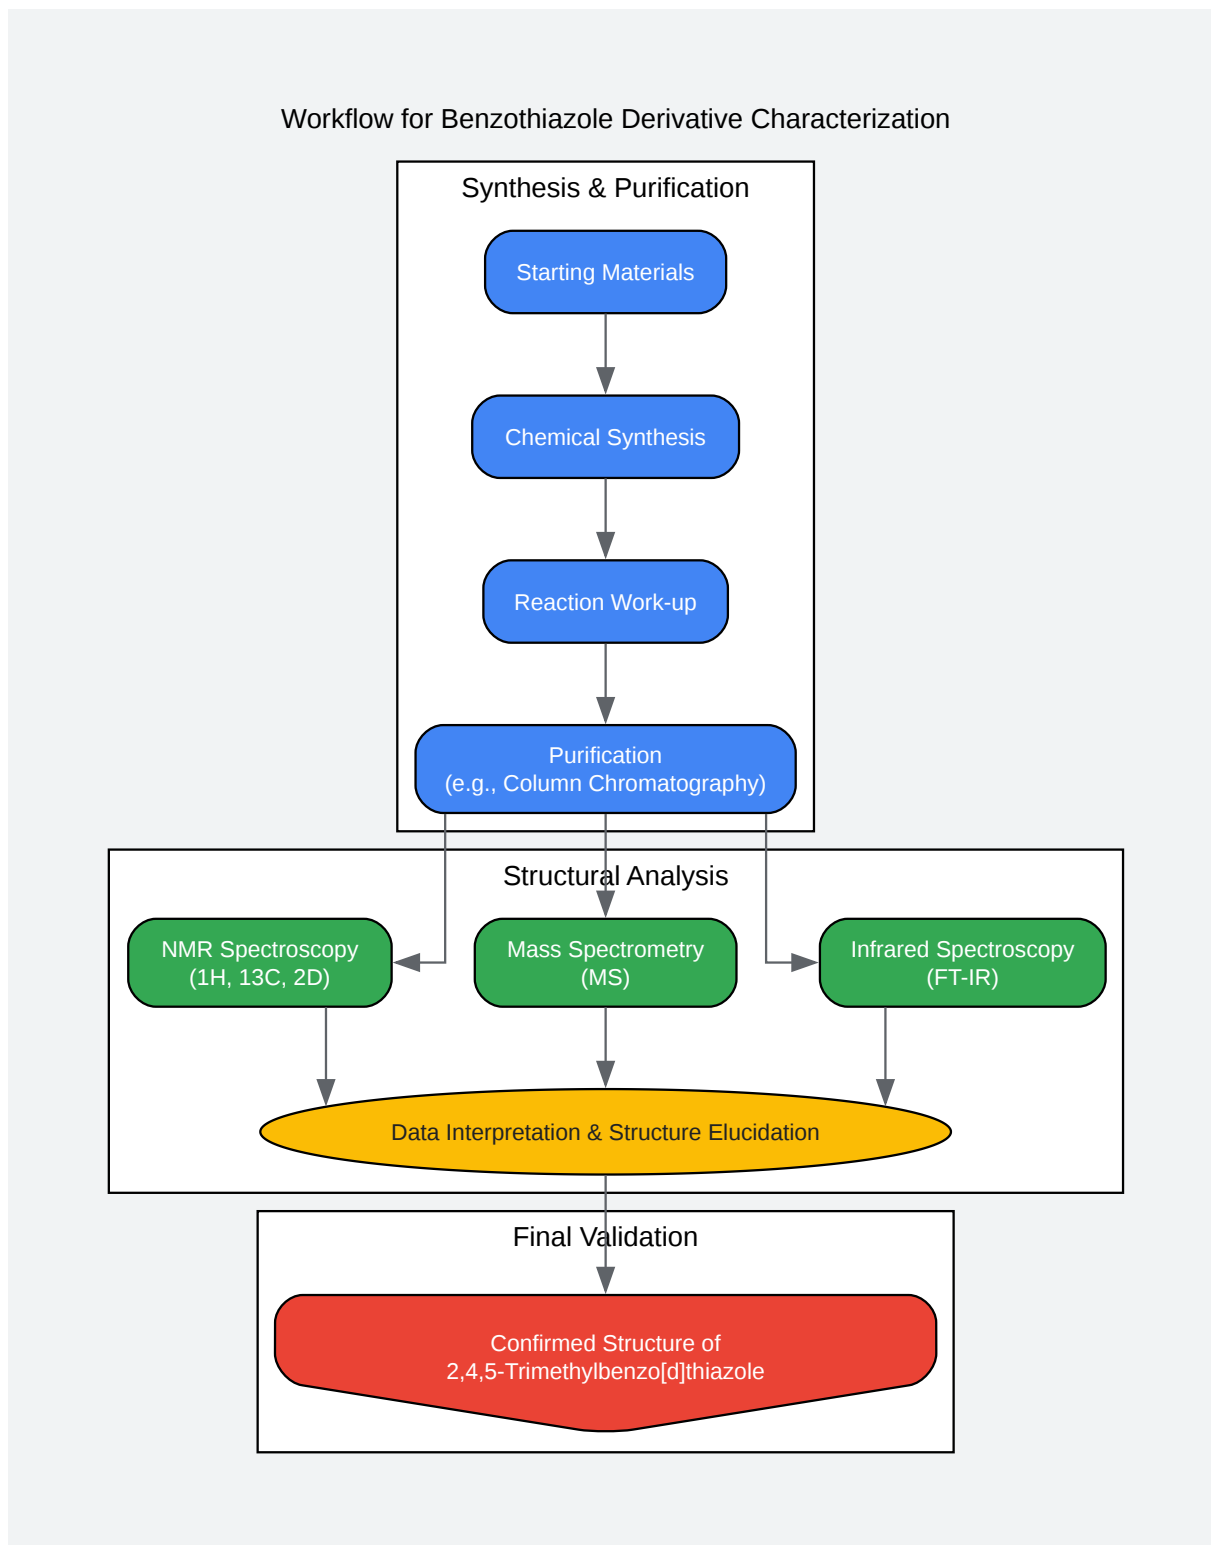 Workflow for Benzothiazole Derivative Characterization
Synthesis & Purification
Starting Materials
Chemical Synthesis
Reaction Work-up
Purification
(e.g., Column Chromatography)
Structural Analysis
NMR Spectroscopy
(1H, 13C, 2D)
Mass Spectrometry
(MS)
Infrared Spectroscopy
(FT-IR)
Data Interpretation & Structure Elucidation
Final Validation
Confirmed Structure of
2,4,5-Trimethylbenzo[d]thiazole